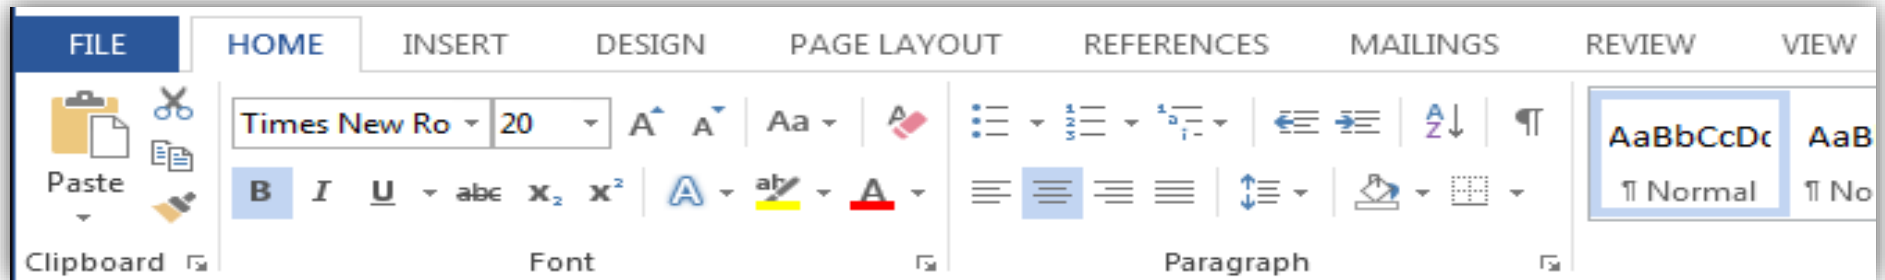 FILE HOME INSERT DESIGN PAGE LAYOUT REFERENCES MAILINGS REVIEW VIEW
Times New Ro 20 A A Aa A Z ¶ AaBbCcDc AaB
Paste B I U abc x₂ x² A ab A ¶ Normal ¶ No
Clipboard Font Paragraph